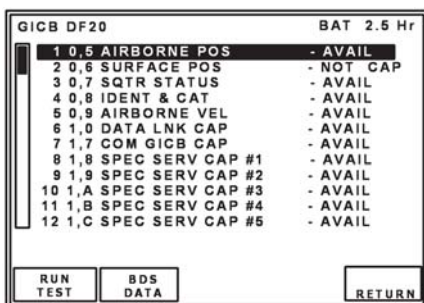 GICB DF20 BAT 2.5 Hr
1 0,5 AIRBORNE POS - AVAIL
2 0,6 SURFACE POS - NOT CAP
3 0,7 SQTR STATUS - AVAIL
4 0,8 IDENT & CAT - AVAIL
5 0,9 AIRBORNE VEL - AVAIL
6 1,0 DATA LNK CAP - AVAIL
7 1,7 COM GICB CAP - AVAIL
8 1,8 SPEC SERV CAP #1 - AVAIL
9 1,9 SPEC SERV CAP #2 - AVAIL
10 1,A SPEC SERV CAP #3 - AVAIL
11 1,B SPEC SERV CAP #4 - AVAIL
12 1,C SPEC SERV CAP #5 - AVAIL
RUN TEST
BDS DATA
RETURN